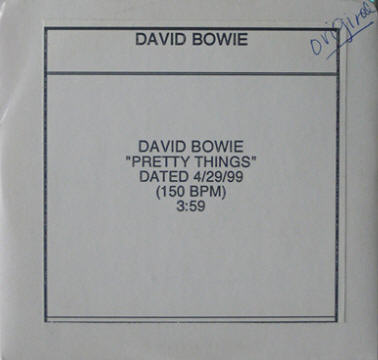 DAVID BOWIE
original
DAVID BOWIE
"PRETTY THINGS"
DATED 4/29/99
(150 BPM)
3:59